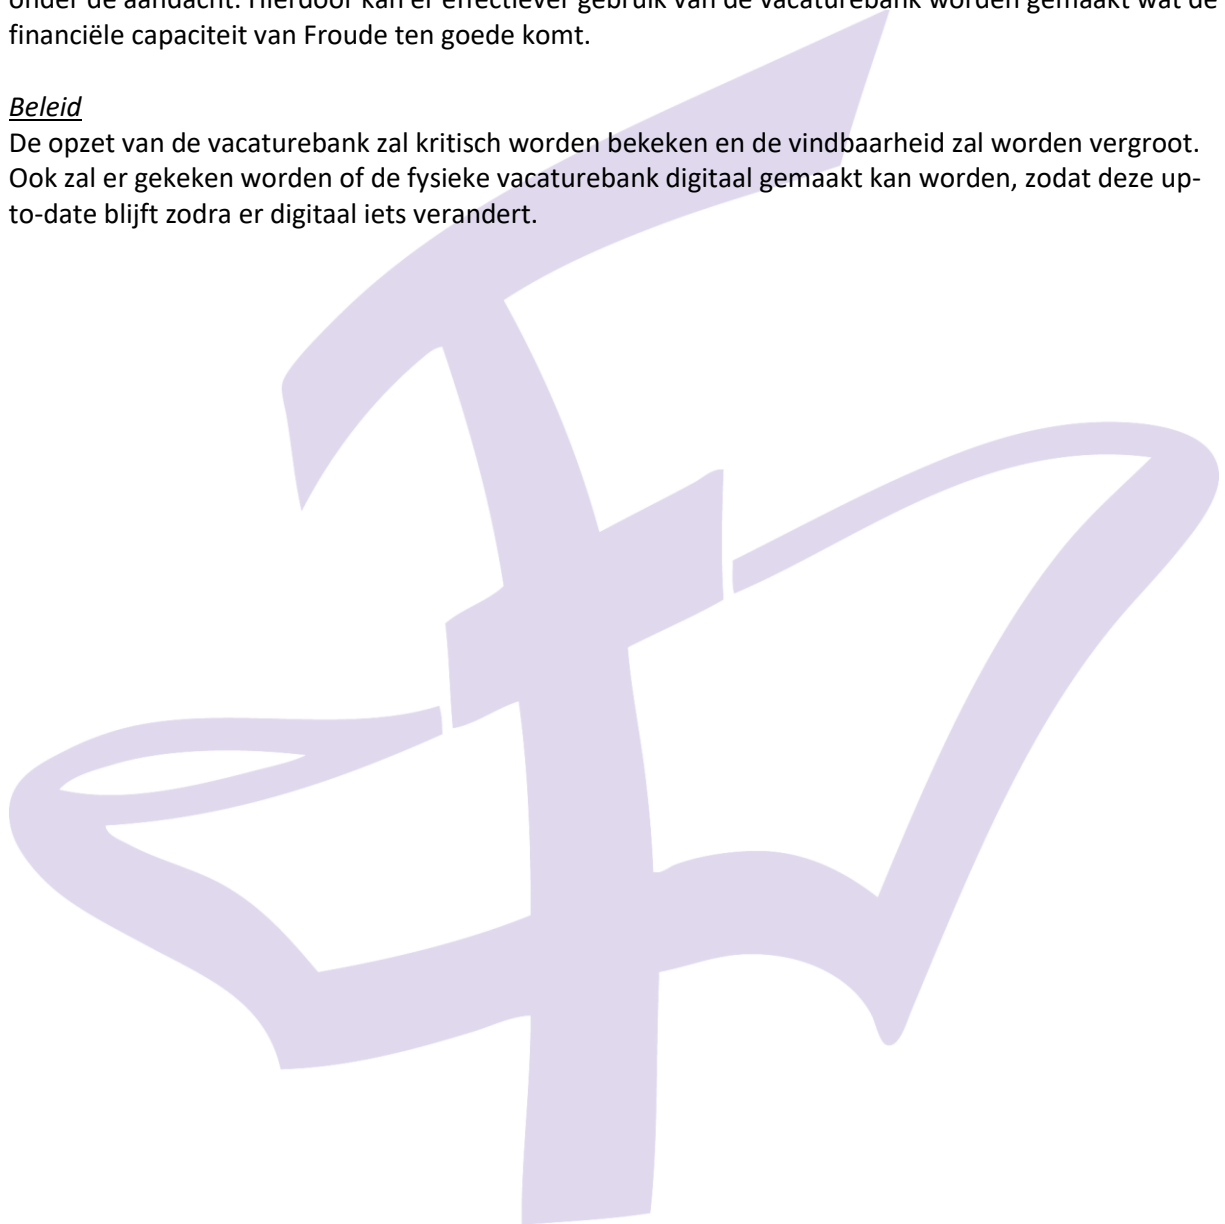 onder de aandacht. Hierdoor kan er effectiever gebruik van de vacaturebank worden gemaakt wat de
financiële capaciteit van Froude ten goede komt.
Beleid
De opzet van de vacaturebank zal kritisch worden bekeken en de vindbaarheid zal worden vergroot.
Ook zal er gekeken worden of de fysieke vacaturebank digitaal gemaakt kan worden, zodat deze up-
to-date blijft zodra er digitaal iets verandert.